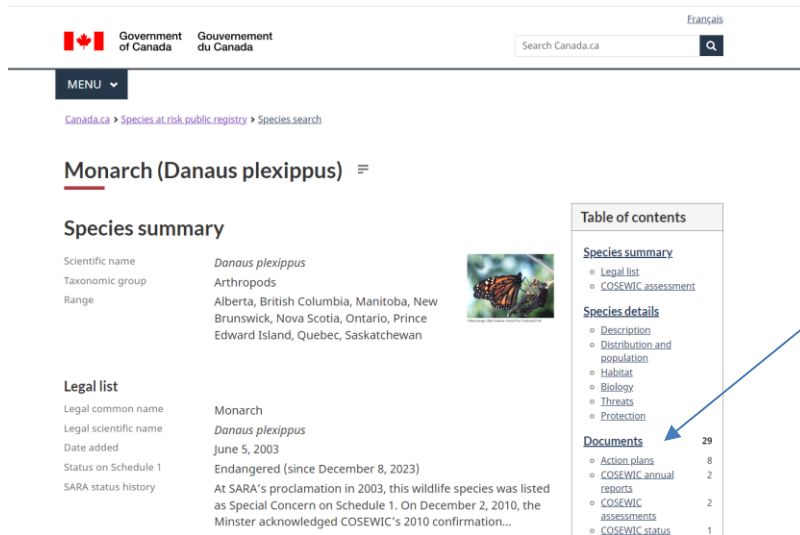 Français
Government of Canada
Gouvernement du Canada
Search Canada.ca
MENU
Canada.ca > Species at risk public registry > Species search
Monarch (Danaus plexippus)
Species summary
Scientific name Danaus plexippus
Taxonomic group Arthropods
Range Alberta, British Columbia, Manitoba, New
Brunswick, Nova Scotia, Ontario, Prince
Edward Island, Quebec, Saskatchewan
Legal list
Legal common name Monarch
Legal scientific name Danaus plexippus
Date added June 5, 2003
Status on Schedule 1 Endangered (since December 8, 2023)
SARA status history At SARA's proclamation in 2003, this wildlife species was listed
as Special Concern on Schedule 1. On December 2, 2010, the
Minster acknowledged COSEWIC's 2010 confirmation...
Table of contents
Species summary
Legal list
COSEWIC assessment
Species details
Description
Distribution and
population
Habitat
Biology
Threats
Protection
Documents 29
Action plans 8
COSEWIC annual 2
reports
COSEWIC 2
assessments
COSEWIC status 1